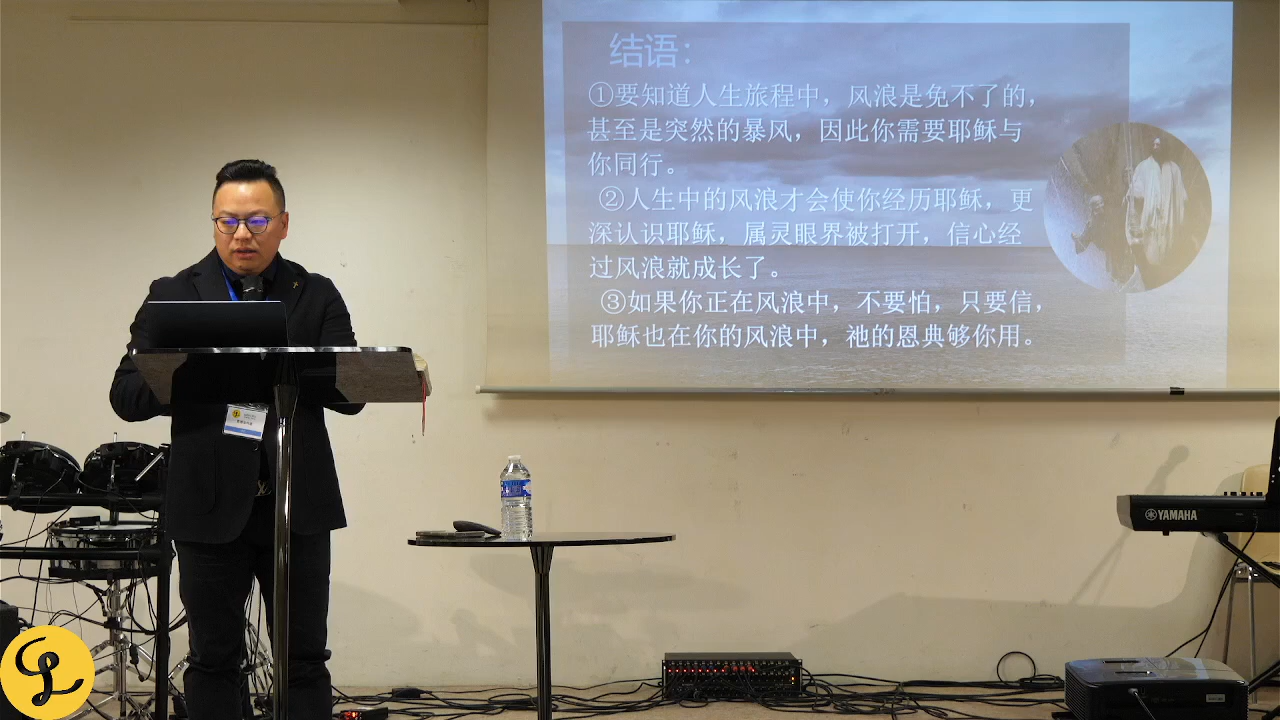 结语：
①要知道人生旅程中，风浪是免不了的，
甚至是突然的暴风，因此你需要耶稣与
你同行。
②人生中的风浪才会使你经历耶稣，更
深认识耶稣，属灵眼界被打开，信心经
过风浪就成长了。
③如果你正在风浪中，不要怕，只要信，
耶稣也在你的风浪中，祂的恩典够你用。
YAMAHA